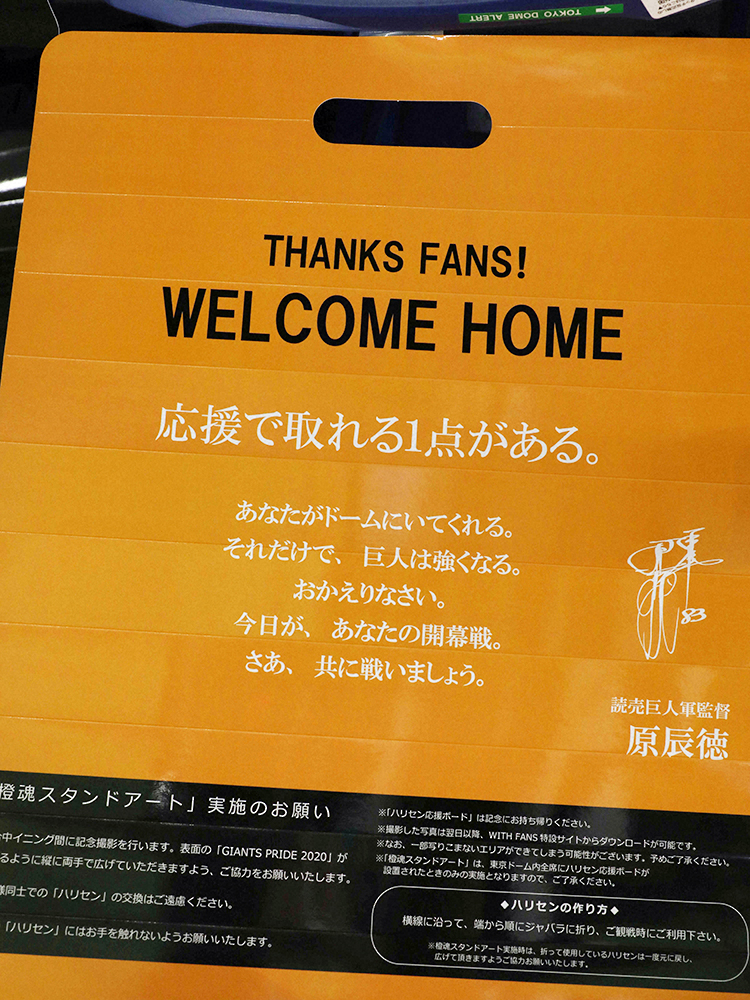 TOKYO DOME ALERT
THANKS FANS!
WELCOME HOME
応援で取れる1点がある。
あなたがドームにいてくれる。
それだけで、巨人は強くなる。
おかえりなさい。
今日が、あなたの開幕戦。
さあ、共に戦いましょう。
83
読売巨人軍監督
原辰徳
橙魂スタンドアート」実施のお願い
中イニング間に記念撮影を行います。表面の「GIANTS PRIDE 2020」が
るように縦に両手で広げていただきますよう、ご協力をお願いいたします。
様同士での「ハリセン」の交換はご遠慮ください。
「ハリセン」にはお手を触れないようお願いいたします。
※「ハリセン応援ボード」は記念にお持ち帰りください。
※撮影した写真は翌日以降、WITH FANS 特設サイトからダウンロードが可能です。
※なお、一部写りこまないエリアができてしまう可能性がございます。予めご了承ください。
※「橙魂スタンドアート」は、東京ドーム内全席にハリセン応援ボードが
設置されたときのみの実施となりますので、ご了承ください。
◆ハリセンの作り方◆
横線に沿って、端から順にジャバラに折り、ご観戦時にご利用下さい。
※橙魂スタンドアート実施時は、折って使用しているハリセンは一度元に戻し、
広げて頂きますようご協力お願いいたします。